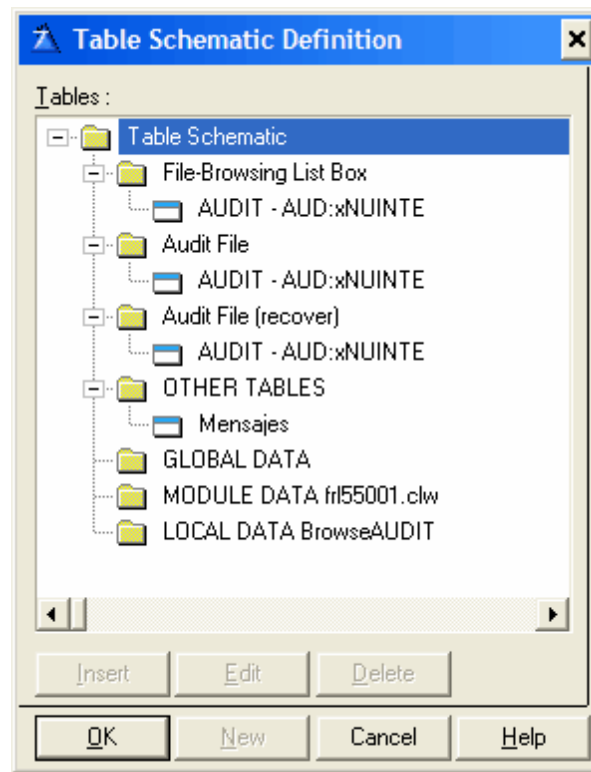 Table Schematic Definition
Tables :
Table Schematic
File-Browsing List Box
AUDIT - AUD:xNUINTE
Audit File
AUDIT - AUD:xNUINTE
Audit File (recover)
AUDIT - AUD:xNUINTE
OTHER TABLES
Mensajes
GLOBAL DATA
MODULE DATA frl55001.clw
LOCAL DATA BrowseAUDIT
Insert Edit Delete
OK New Cancel Help